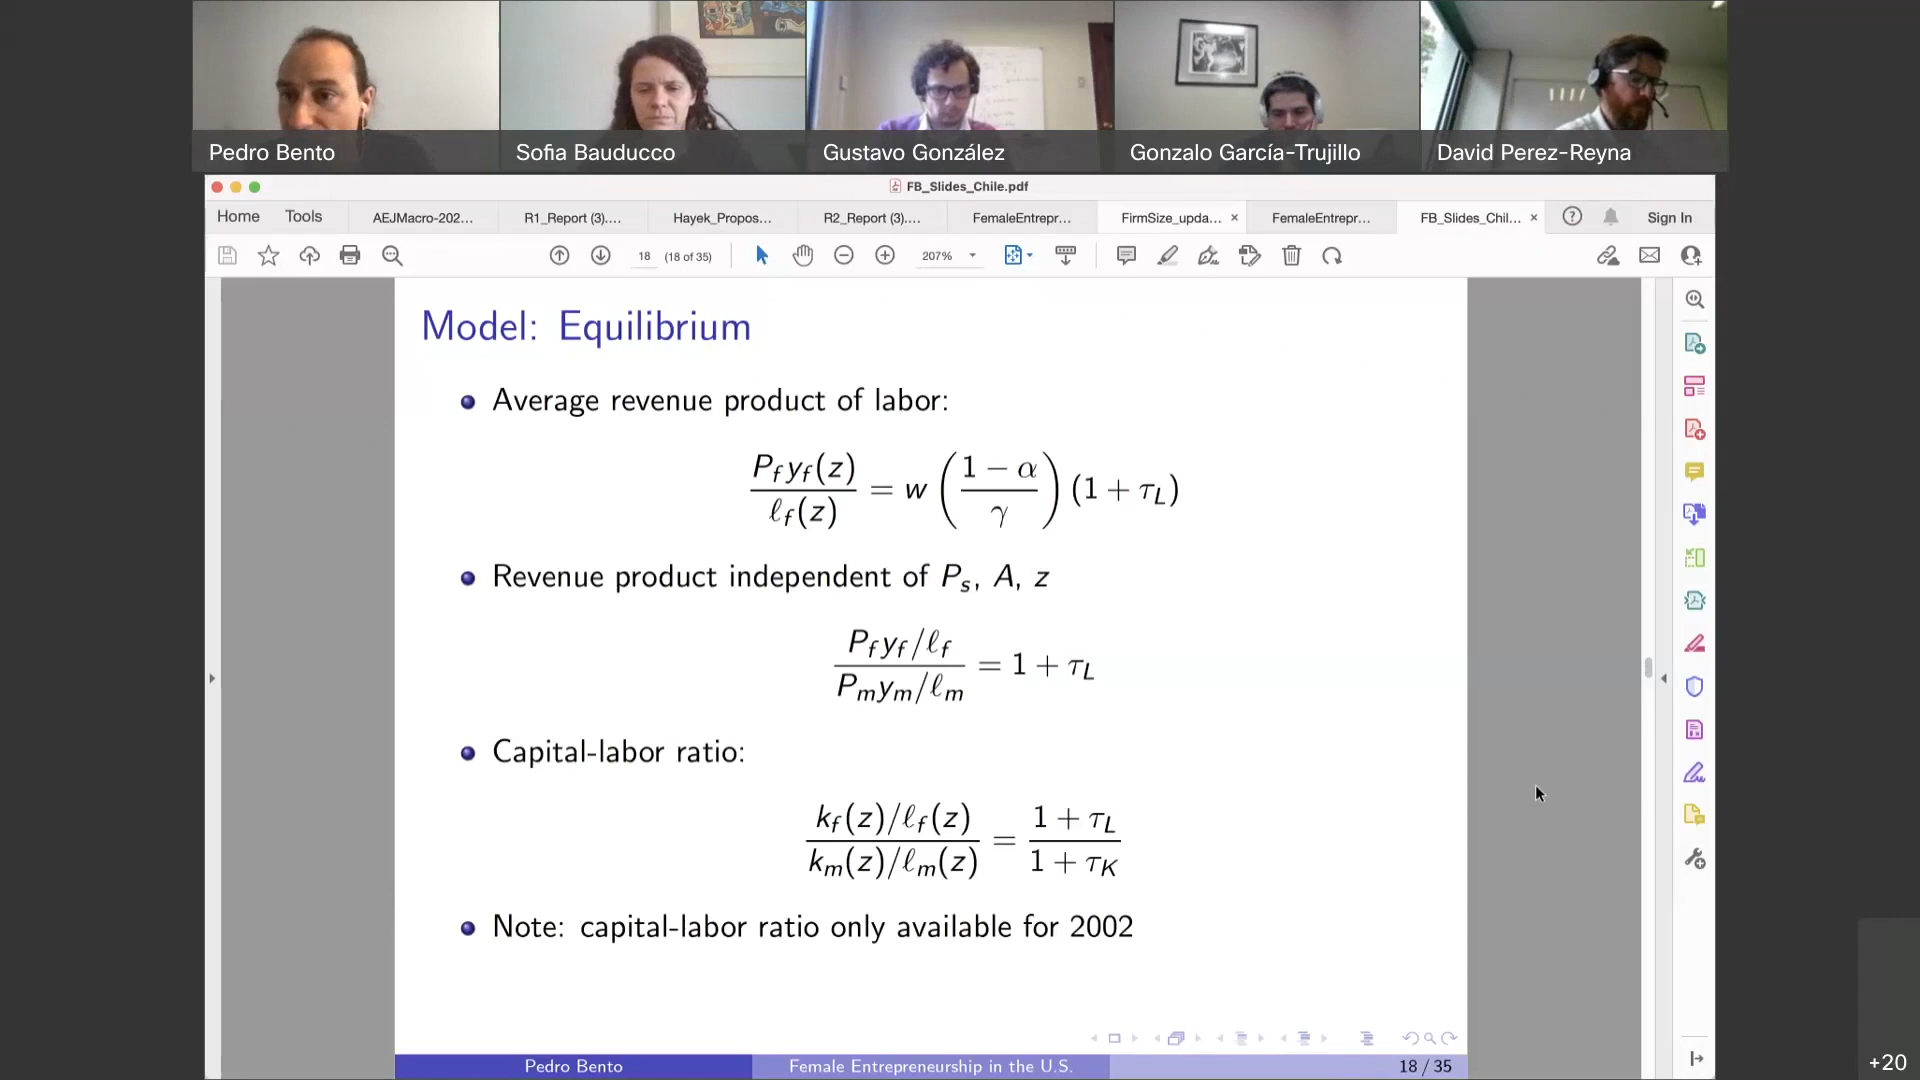 Pedro Bento
Sofia Bauducco
Gustavo González
Gonzalo García-Trujillo
David Perez-Reyna
FB_Slides_Chile.pdf
Home Tools AEJMacro-202... R1_Report (3).... Hayek_Propos... R2_Report (3).... FemaleEntrepr... FirmSize_upda... × FemaleEntrepr... FB_Slides_Chil... × Sign In
18 (18 of 35) 207%
Model: Equilibrium
Average revenue product of labor:
P_f y_f(z) / ℓ_f(z) = w ( (1 − α) / γ ) (1 + τ_L)
Revenue product independent of P_s, A, z
P_f y_f/ℓ_f / P_m y_m/ℓ_m = 1 + τ_L
Capital-labor ratio:
k_f(z)/ℓ_f(z) / k_m(z)/ℓ_m(z) = 1 + τ_L / 1 + τ_K
Note: capital-labor ratio only available for 2002
Pedro Bento Female Entrepreneurship in the U.S. 18 / 35
+20